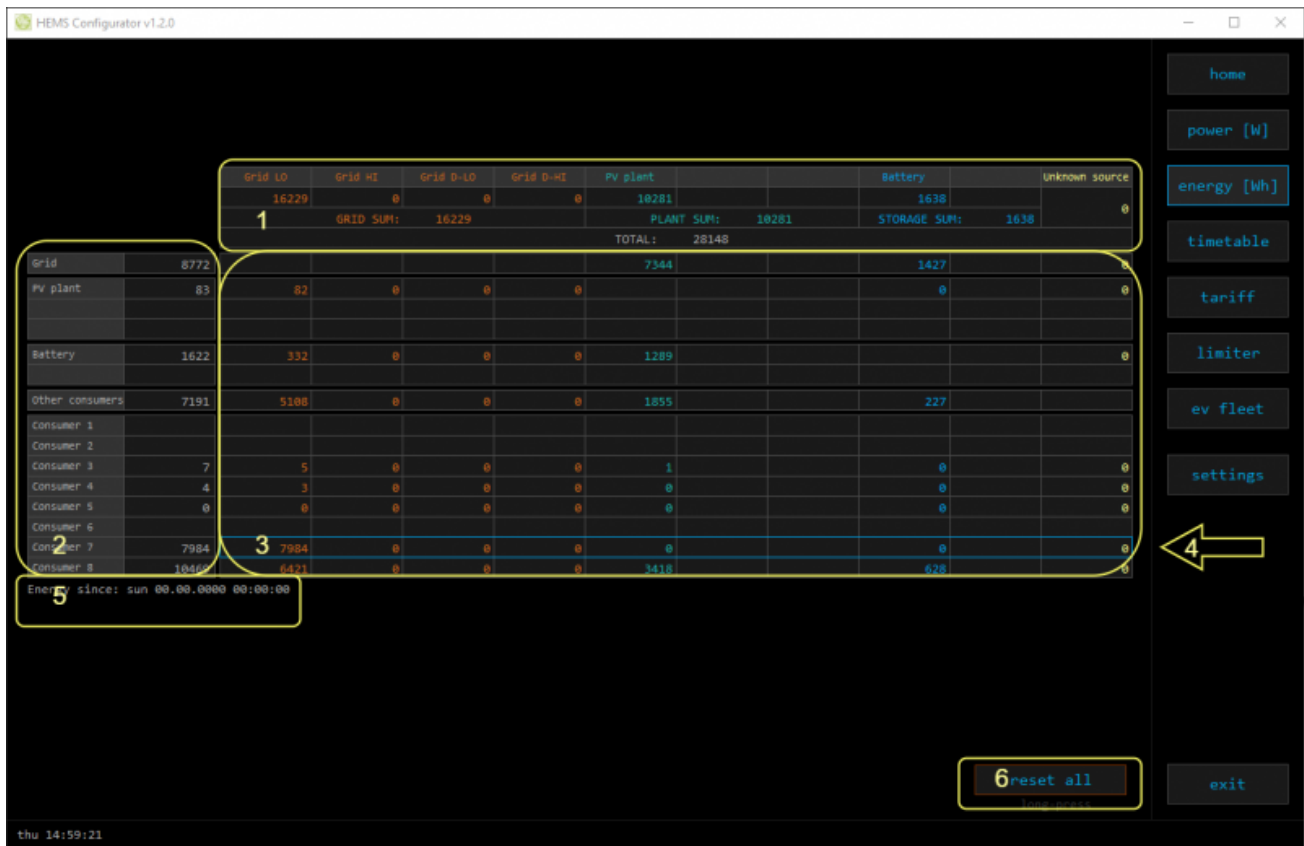 HEMS Configurator v1.2.0
home
power [W]
energy [Wh]
timetable
tariff
limiter
ev fleet
settings
exit
Grid LO Grid HI Grid D-LO Grid D-HI PV plant Battery Unknown source
16229 0 0 0 10281 1638 0
1 GRID SUM: 16229 PLANT SUM: 10281 STORAGE SUM: 1638
TOTAL: 28148
Grid 8772 7344 1427 0
PV plant 83 82 0 0 0 0 0
Battery 1622 332 0 0 0 1289 0
Other consumers 7191 5108 0 0 0 1855 227
Consumer 1
Consumer 2
Consumer 3 7 5 0 0 0 1 0 0
Consumer 4 4 3 0 0 0 0 0 0
Consumer 5 0 0 0 0 0 0 0 0
Consumer 6
Consumer 7 2 7984 3 7984 0 0 0 0 0 0 4
Consumer 8 6421 0 0 0 3418 628 0
Energy since: sun 00.00.0000 00:00:00
5
6 reset all
long-press
thu 14:59:21